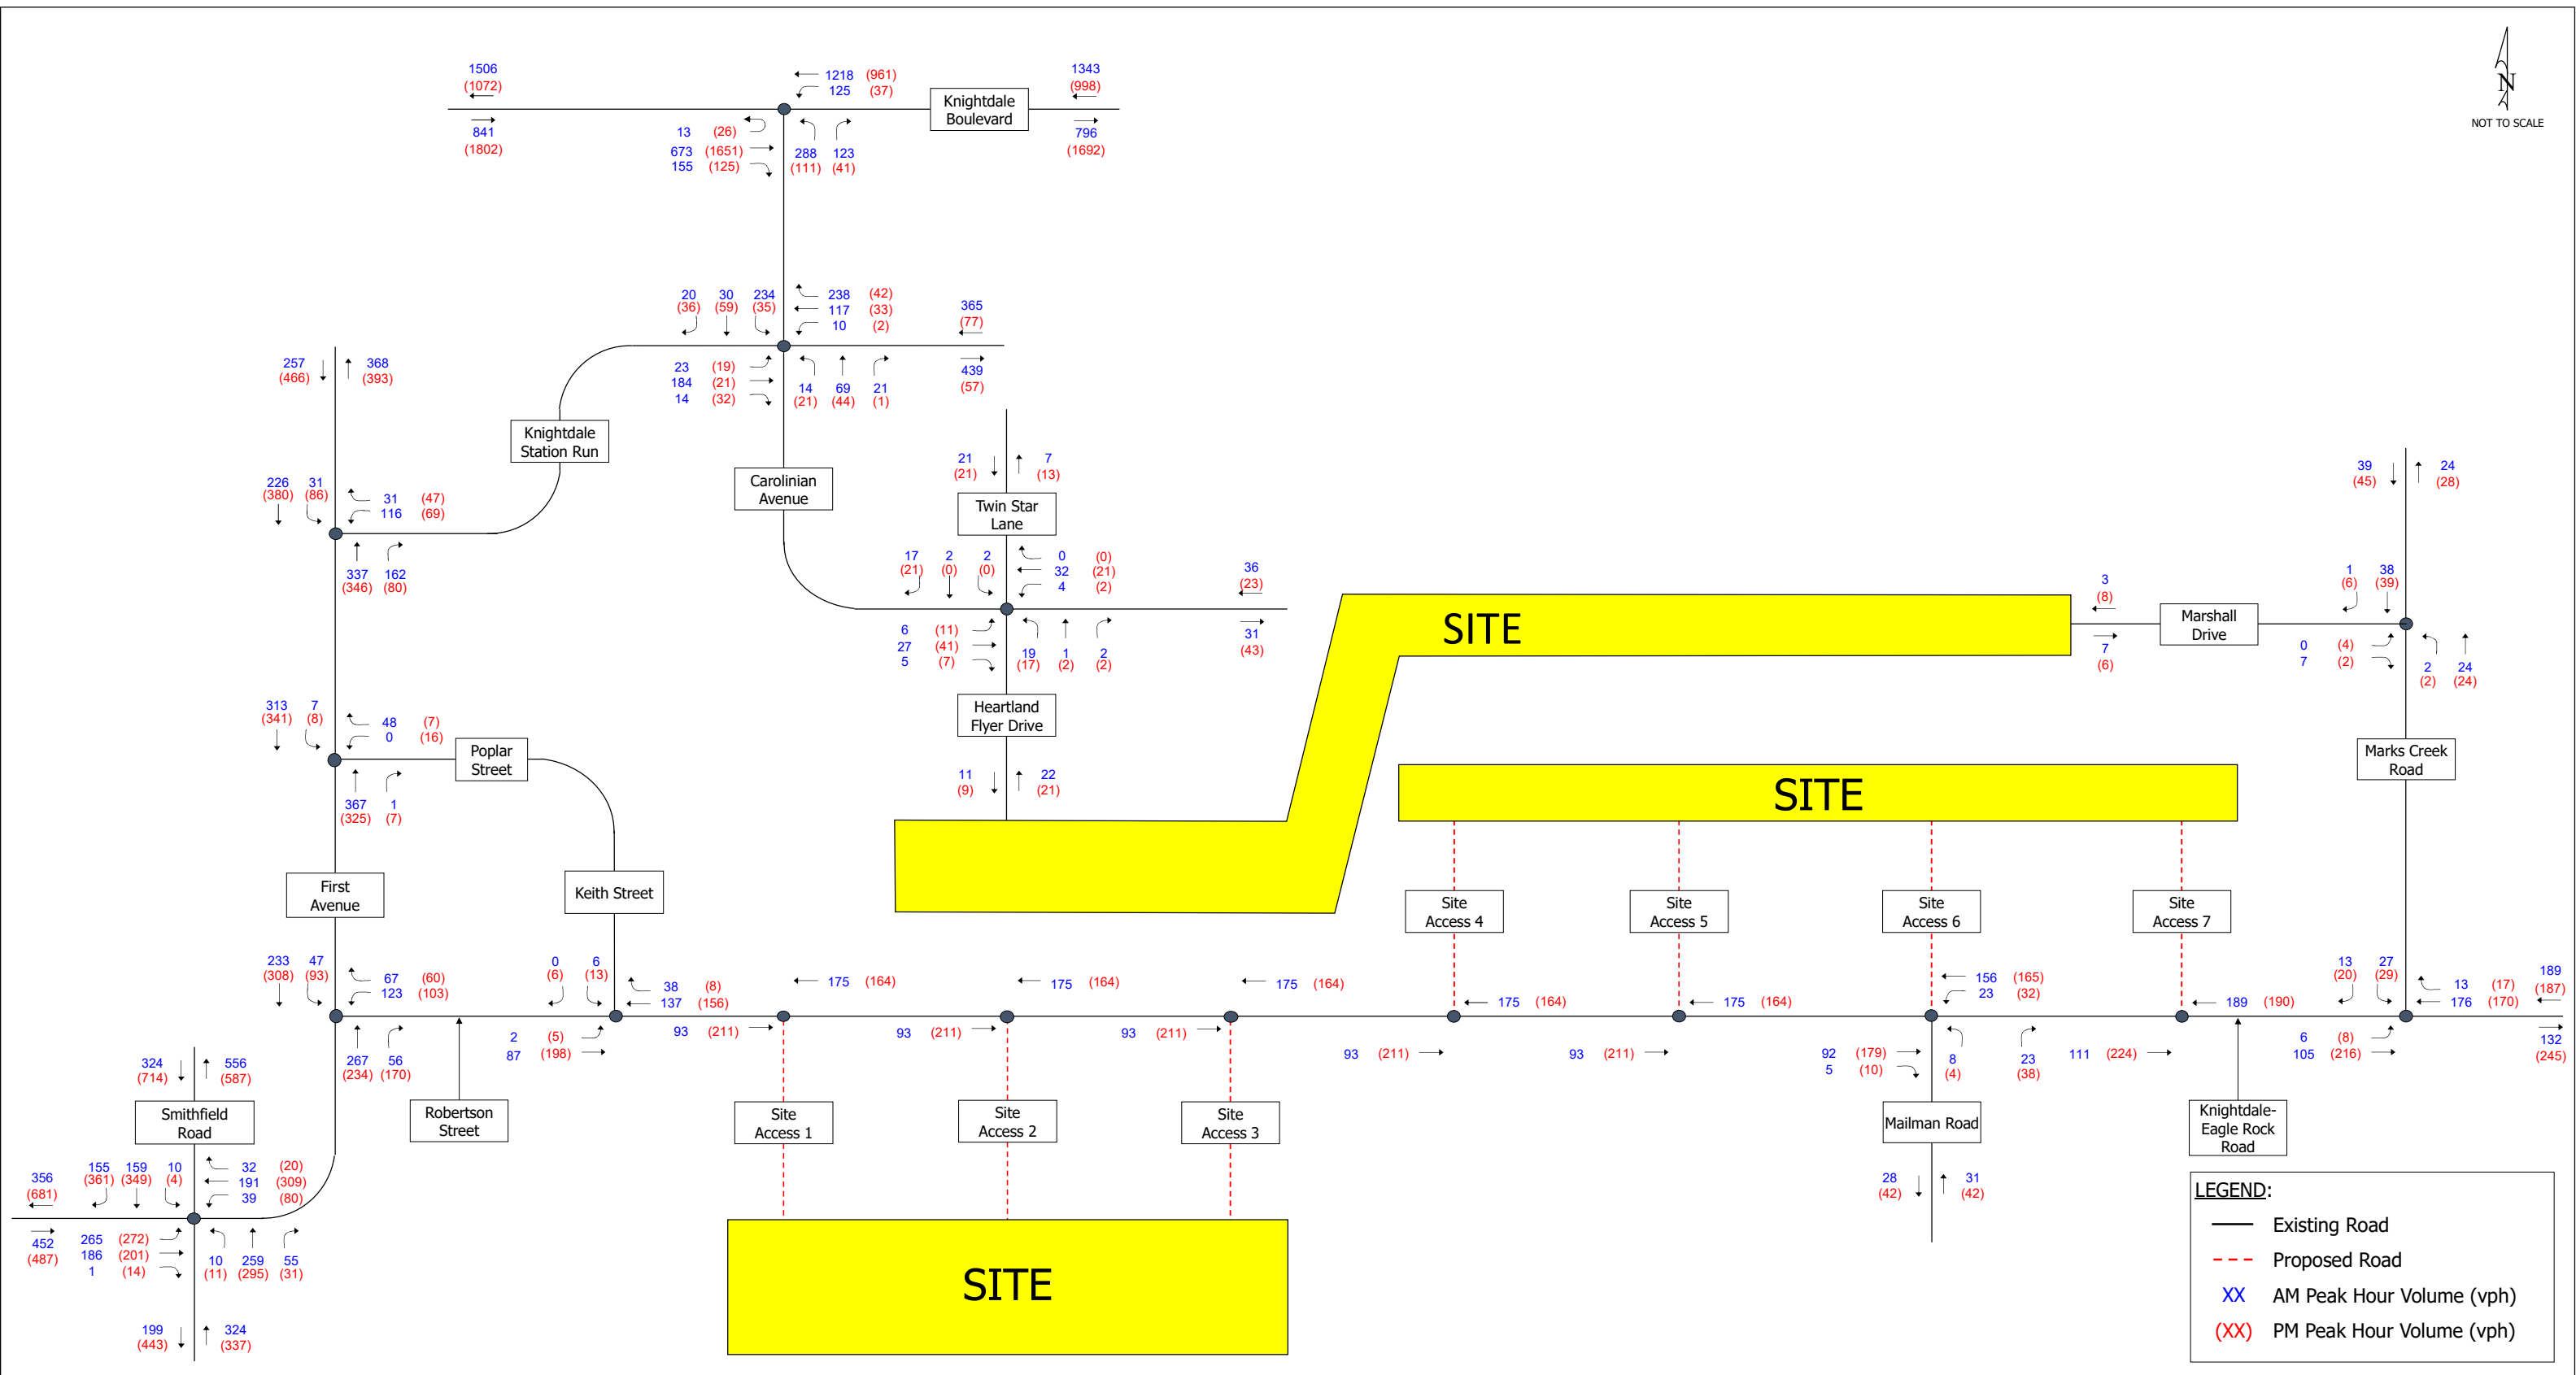 N
NOT TO SCALE
1506
(1072)
841
(1802)
1218 (961)
125 (37)
Knightdale
Boulevard
1343
(998)
796
(1692)
13 (26)
673 (1651)
155 (125)
288 123
(111) (41)
20 30 234
(36) (59) (35)
238 (42)
117 (33)
10 (2)
365
(77)
23 (19)
184 (21)
14 (32)
14 69 21
(21) (44) (1)
439
(57)
257 368
(466) (393)
Knightdale
Station Run
226 31
(380) (86)
31 (47)
116 (69)
337 162
(346) (80)
Carolinian
Avenue
21 7
(21) (13)
Twin Star
Lane
17 2 2
(21) (0) (0)
0 (0)
32 (21)
4 (2)
36
(23)
6 (11)
27 (41)
5 (7)
19 1 2
(17) (2) (2)
31
(43)
Heartland
Flyer Drive
11 22
(9) (21)
SITE
3
(8)
7
(6)
Marshall
Drive
39 24
(45) (28)
1 38
(6) (39)
0 (4)
7 (2)
2 24
(2) (24)
Marks Creek
Road
SITE
313 7
(341) (8)
48 (7)
0 (16)
Poplar
Street
367 1
(325) (7)
First
Avenue
Keith Street
Site
Access 4
Site
Access 5
Site
Access 6
Site
Access 7
233 47
(308) (93)
67 (60)
123 (103)
267 56
(234) (170)
0 6
(6) (13)
38 (8)
137 (156)
2 (5)
87 (198)
175 (164)
93 (211)
175 (164)
93 (211)
175 (164)
93 (211)
175 (164)
93 (211)
175 (164)
93 (211)
156 (165)
23 (32)
92 (179)
5 (10)
8 23
(4) (38)
189 (190)
111 (224)
13 27
(20) (29)
13 (17)
176 (170)
189
(187)
6 (8)
105 (216)
132
(245)
324 556
(714) (587)
Smithfield
Road
Robertson
Street
Site
Access 1
Site
Access 2
Site
Access 3
Mailman Road
28 31
(42) (42)
Knightdale-
Eagle Rock
Road
356
(681)
155 159 10
(361) (349) (4)
32 (20)
191 (309)
39 (80)
452
(487)
265 (272)
186 (201)
1 (14)
10 259 55
(11) (295) (31)
199 324
(443) (337)
SITE
LEGEND:
Existing Road
Proposed Road
XX AM Peak Hour Volume (vph)
(XX) PM Peak Hour Volume (vph)